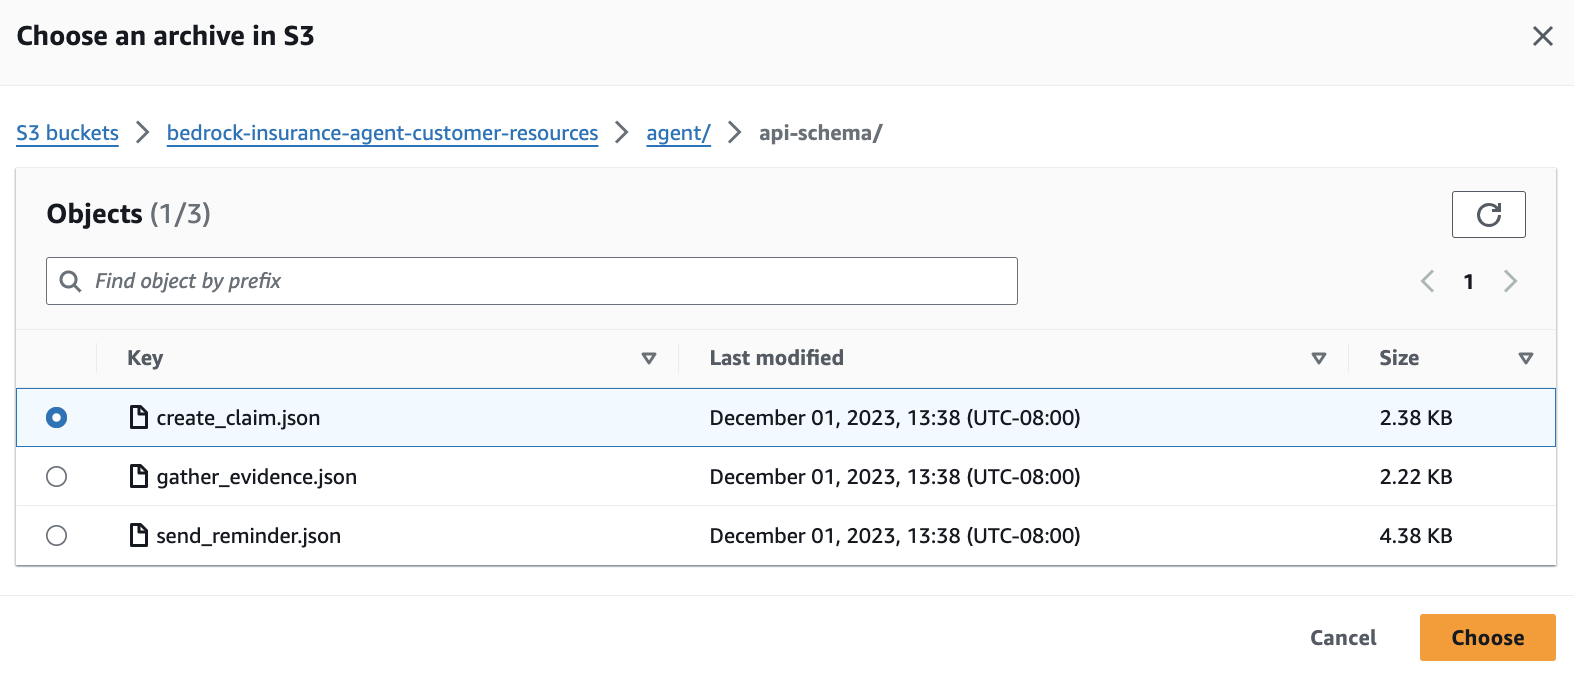 Choose an archive in S3
S3 buckets bedrock-insurance-agent-customer-resources agent/ api-schema/
Objects (1/3)
Find object by prefix 1
Key Last modified Size
create_claim.json December 01, 2023, 13:38 (UTC-08:00) 2.38 KB
gather_evidence.json December 01, 2023, 13:38 (UTC-08:00) 2.22 KB
send_reminder.json December 01, 2023, 13:38 (UTC-08:00) 4.38 KB
Cancel Choose